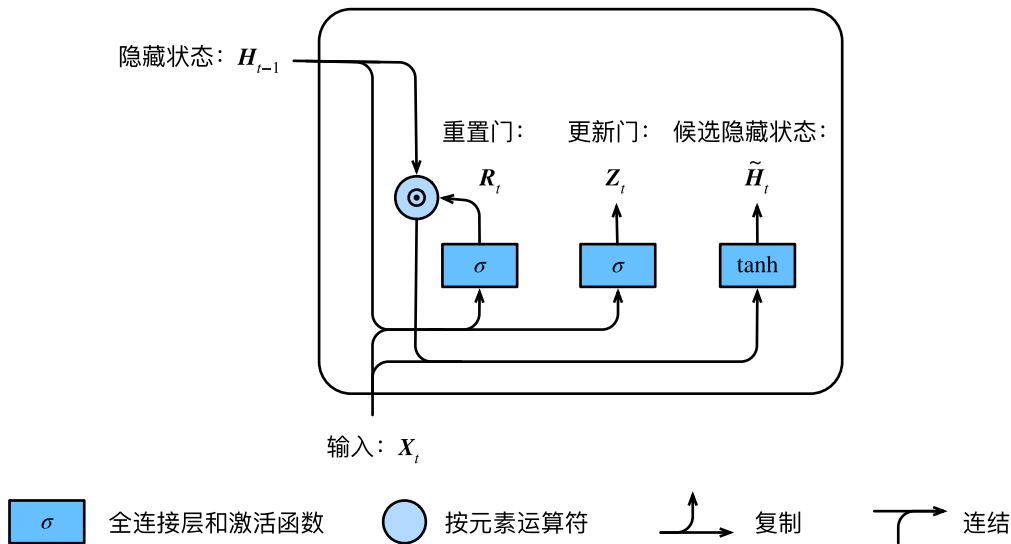 隐藏状态：H_{t−1}
重置门： 更新门： 候选隐藏状态：
R_t Z_t H̃_t
⊙
σ σ tanh
输入：X_t
σ 全连接层和激活函数 按元素运算符 复制 连结